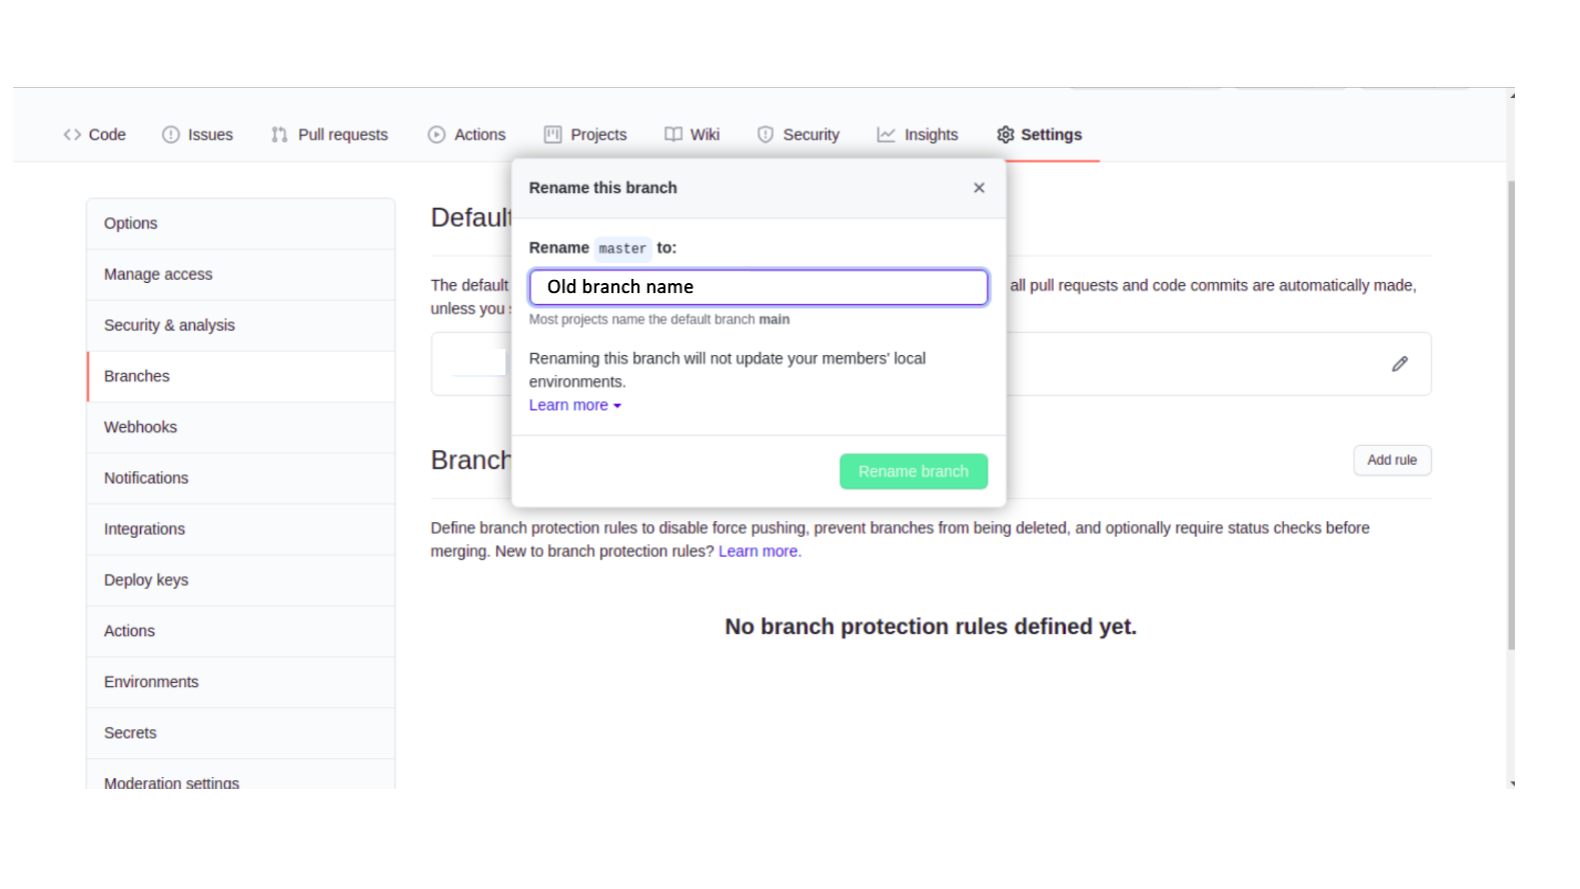 Code Issues Pull requests Actions Projects Wiki Security Insights Settings
Options
Manage access
Security & analysis
Branches
Webhooks
Notifications
Integrations
Deploy keys
Actions
Environments
Secrets
Moderation settings
Rename this branch
Rename master to:
Old branch name
Most projects name the default branch main
Renaming this branch will not update your members' local
environments.
Learn more
Rename branch
Default
The default all pull requests and code commits are automatically made,
unless you
Branch
Add rule
Define branch protection rules to disable force pushing, prevent branches from being deleted, and optionally require status checks before
merging. New to branch protection rules? Learn more.
No branch protection rules defined yet.